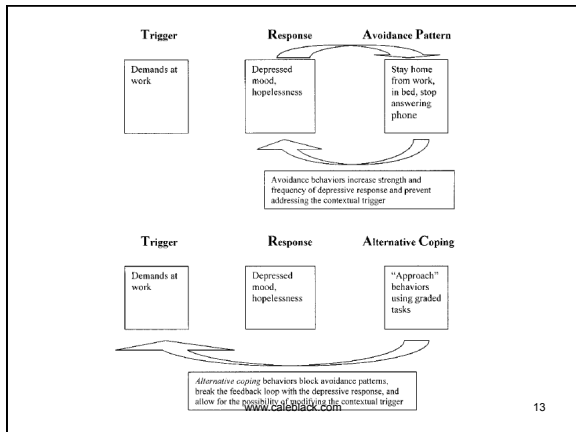 Trigger Response Avoidance Pattern
Demands at
work
Depressed
mood,
hopelessness
Stay home
from work,
in bed, stop
answering
phone
Avoidance behaviors increase strength and
frequency of depressive response and prevent
addressing the contextual trigger
Trigger Response Alternative Coping
Demands at
work
Depressed
mood,
hopelessness
"Approach"
behaviors
using graded
tasks
Alternative coping behaviors block avoidance patterns,
break the feedback loop with the depressive response, and
allow for the possibility of modifying the contextual trigger
www.caleblack.com
13